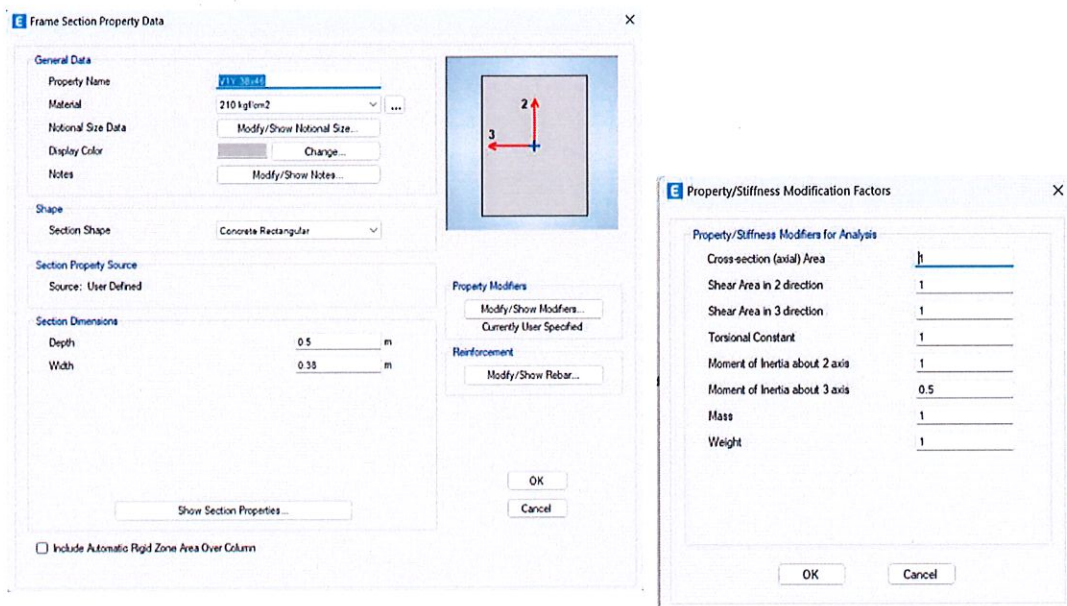 E Frame Section Property Data
General Data
Property Name V1Y 38x46
Material 210 kgf/cm2 ...
Notional Size Data Modify/Show Notional Size...
Display Color Change...
Notes Modify/Show Notes...
Shape
Section Shape Concrete Rectangular
Section Property Source
Source: User Defined
Section Dimensions
Depth 0.5 m
Width 0.38 m
Show Section Properties...
Include Automatic Rigid Zone Area Over Column
2
3
Property Modifiers
Modify/Show Modifiers...
Currently User Specified
Reinforcement
Modify/Show Rebar...
OK
Cancel
E Property/Stiffness Modification Factors
Property/Stiffness Modifiers for Analysis
Cross-section (axial) Area 1
Shear Area in 2 direction 1
Shear Area in 3 direction 1
Torsional Constant 1
Moment of Inertia about 2 axis 1
Moment of Inertia about 3 axis 0.5
Mass 1
Weight 1
OK Cancel